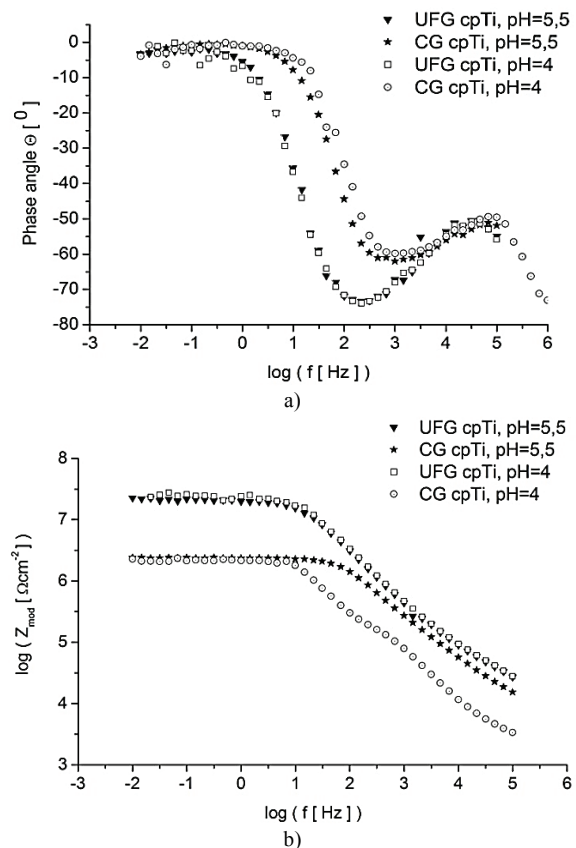 UFG cpTi, pH=5,5
CG cpTi, pH=5,5
UFG cpTi, pH=4
CG cpTi, pH=4
0
-10
-20
-30
-40
-50
-60
-70
-80
Phase angle Θ [ 0 ]
-3 -2 -1 0 1 2 3 4 5 6
log ( f [ Hz ] )
a)
UFG cpTi, pH=5,5
CG cpTi, pH=5,5
UFG cpTi, pH=4
CG cpTi, pH=4
8
7
6
5
4
3
log ( Zmod [ Ωcm-2] )
-3 -2 -1 0 1 2 3 4 5 6
log ( f [ Hz ] )
b)